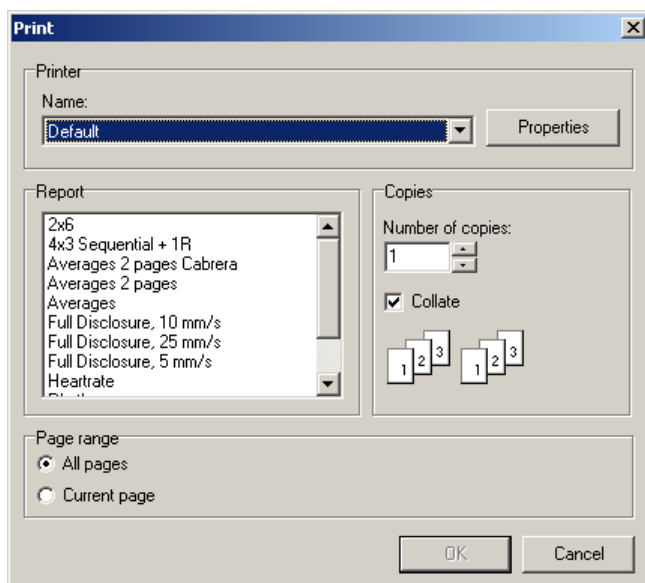 Print
Printer
Name:
Default
Properties
Report
2x6
4x3 Sequential + 1R
Averages 2 pages Cabrera
Averages 2 pages
Averages
Full Disclosure, 10 mm/s
Full Disclosure, 25 mm/s
Full Disclosure, 5 mm/s
Heartrate
Copies
Number of copies:
1
Collate
1 2 3 1 2 3
Page range
All pages
Current page
OK
Cancel